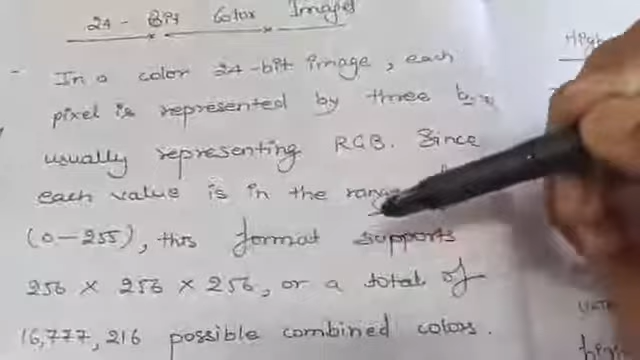 24-Bit Color Images
- In a color 24-bit image, each
pixel is represented by three
usually representing RGB. Since
each value is in the range
(0-255), this format supports
256 × 256 × 256, or a total of
16,777,216 possible combined colors.